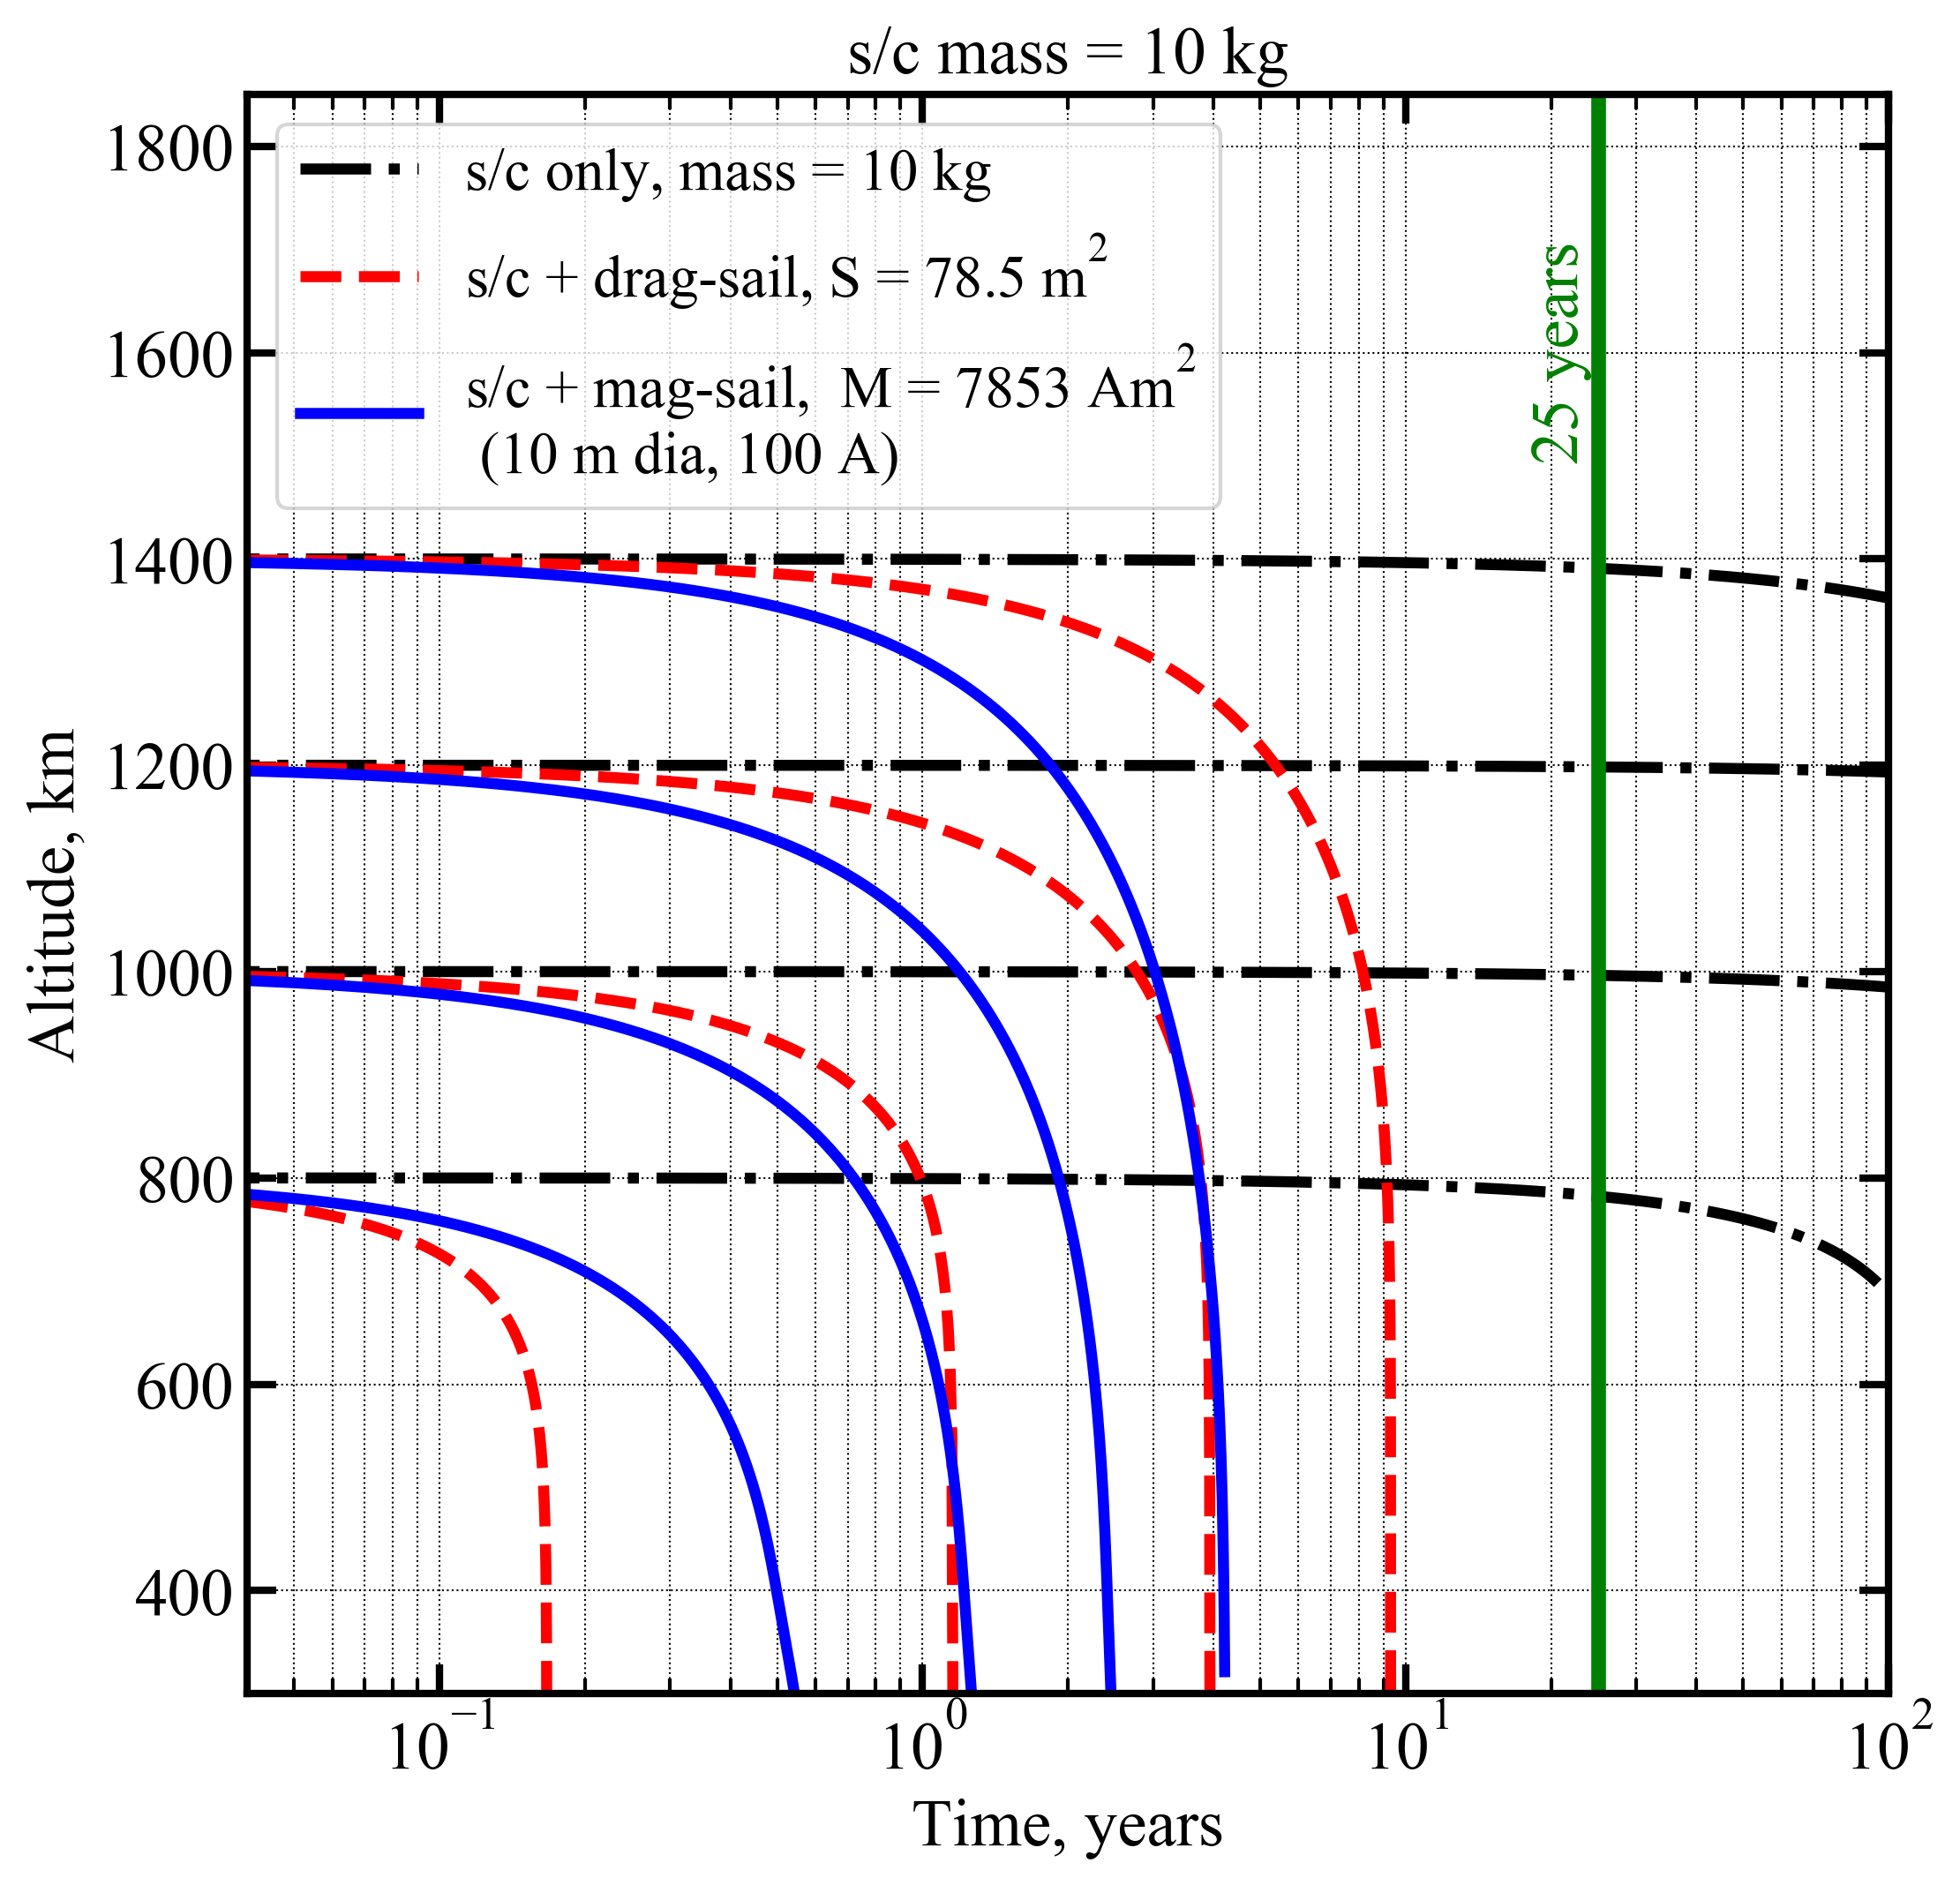 s/c mass = 10 kg
1800
1600
1400
1200
1000
800
600
400
Altitude, km
s/c only, mass = 10 kg
s/c + drag-sail, S = 78.5 m²
s/c + mag-sail, M = 7853 Am²
(10 m dia, 100 A)
25 years
10⁻¹
10⁰
10¹
10²
Time, years